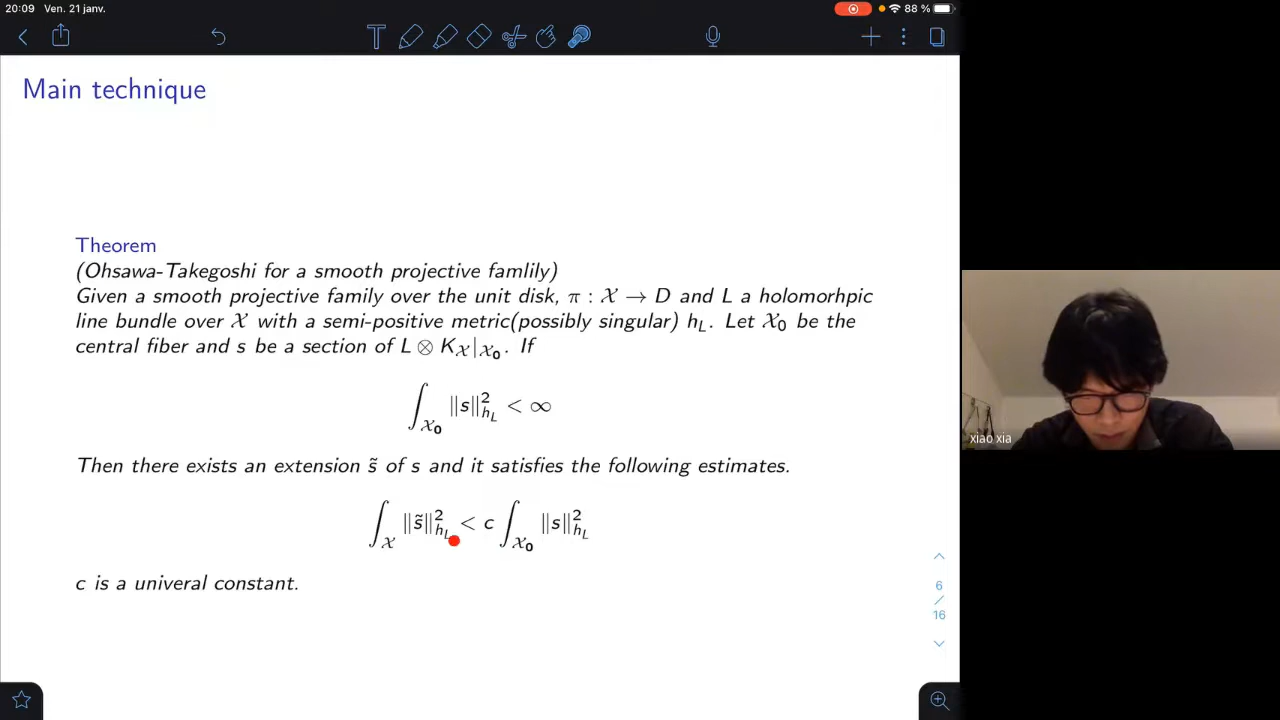 20:09 Ven. 21 janv.
88 %
Main technique
Theorem
(Ohsawa-Takegoshi for a smooth projective famlily)
Given a smooth projective family over the unit disk, π : 𝒳 → D and L a holomorhpic
line bundle over 𝒳 with a semi-positive metric(possibly singular) h_L. Let 𝒳_0 be the
central fiber and s be a section of L ⊗ K_𝒳|_{𝒳_0}. If
∫_{𝒳_0} ‖s‖²_{h_L} < ∞
Then there exists an extension s̃ of s and it satisfies the following estimates.
∫_𝒳 ‖s̃‖²_{h_L} < c ∫_{𝒳_0} ‖s‖²_{h_L}
c is a univeral constant.
6
/
16
xiao xia